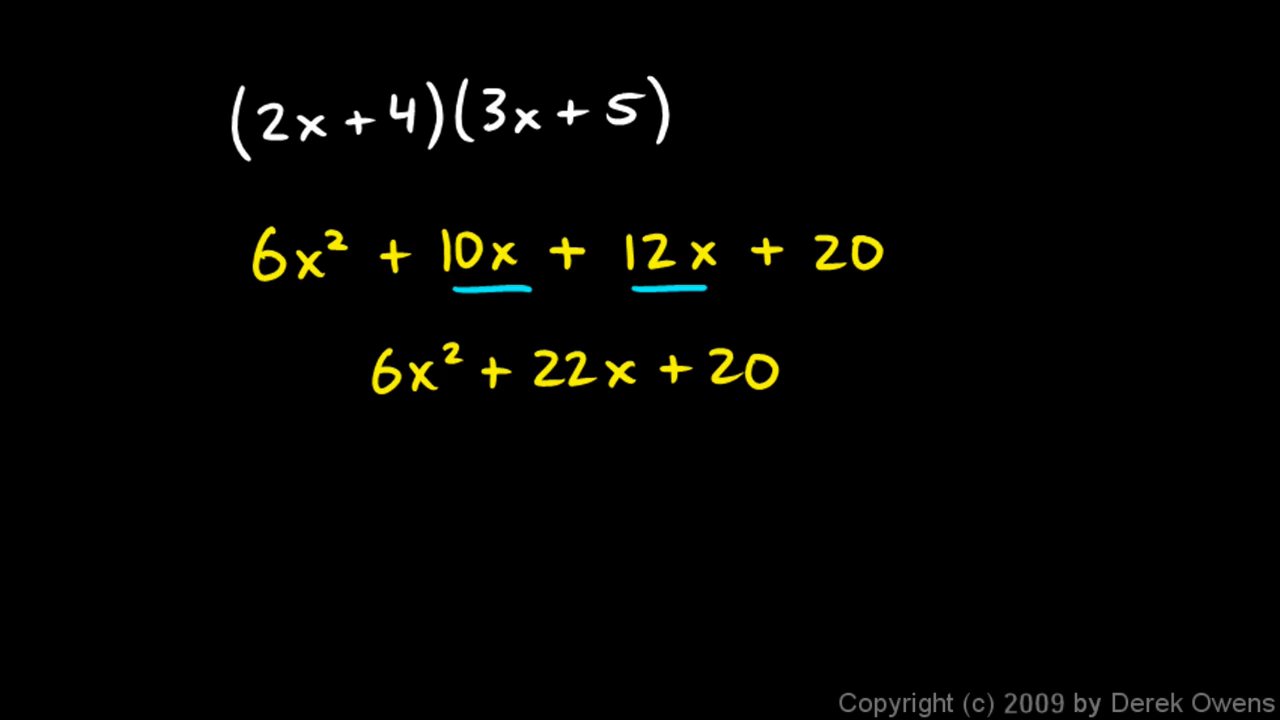 (2x + 4)(3x + 5)
6x² + 10x + 12x + 20
6x² + 22x + 20
Copyright (c) 2009 by Derek Owens